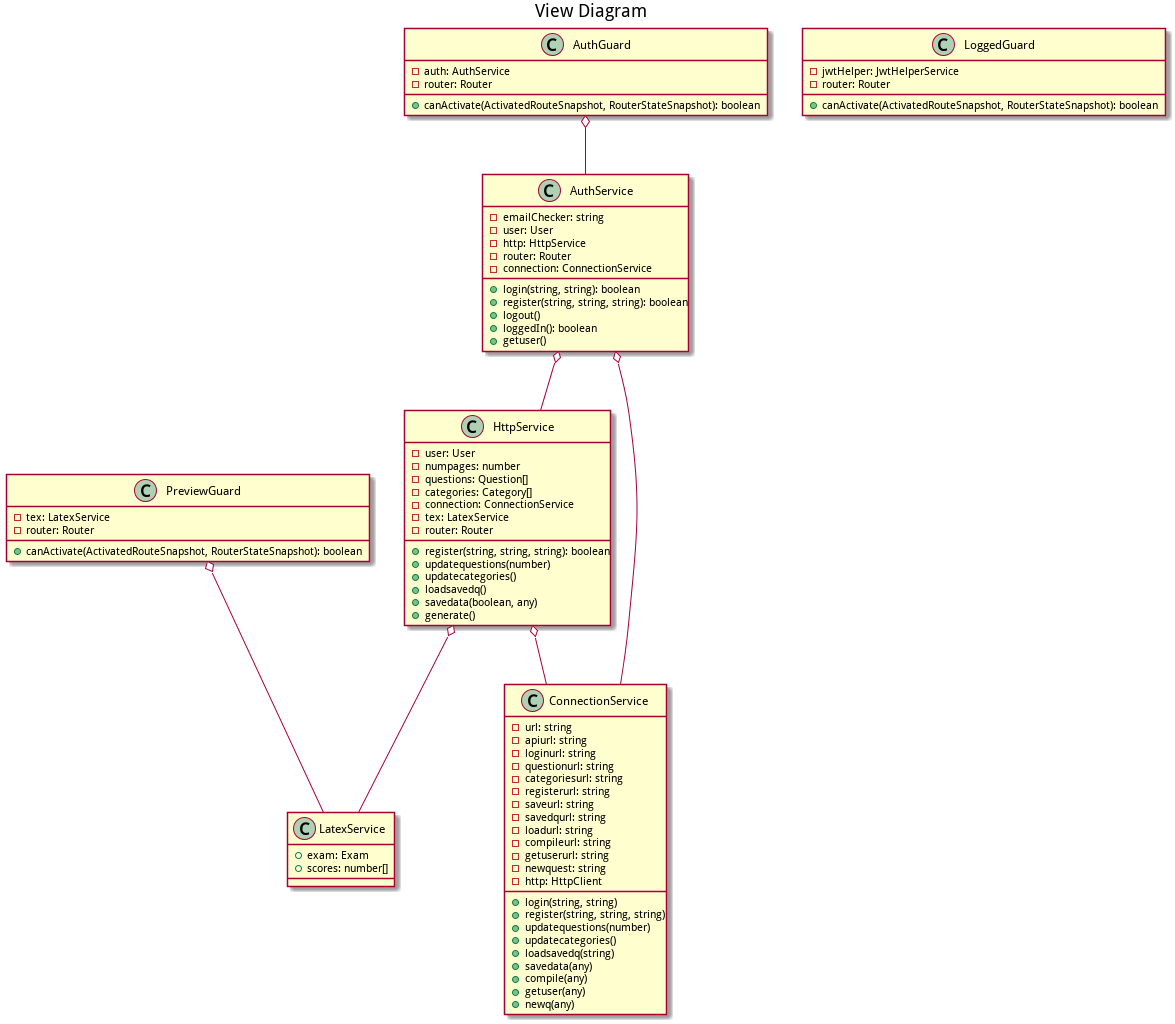 View Diagram
C AuthGuard
auth: AuthService
router: Router
canActivate(ActivatedRouteSnapshot, RouterStateSnapshot): boolean
C LoggedGuard
jwtHelper: JwtHelperService
router: Router
canActivate(ActivatedRouteSnapshot, RouterStateSnapshot): boolean
C AuthService
emailChecker: string
user: User
http: HttpService
router: Router
connection: ConnectionService
login(string, string): boolean
register(string, string, string): boolean
logout()
loggedIn(): boolean
getuser()
C HttpService
user: User
numpages: number
questions: Question[]
categories: Category[]
connection: ConnectionService
tex: LatexService
router: Router
register(string, string, string): boolean
updatequestions(number)
updatecategories()
loadsavedq()
savedata(boolean, any)
generate()
C PreviewGuard
tex: LatexService
router: Router
canActivate(ActivatedRouteSnapshot, RouterStateSnapshot): boolean
C ConnectionService
url: string
apiurl: string
loginurl: string
questionurl: string
categoriesurl: string
registerurl: string
saveurl: string
savedqurl: string
loadurl: string
compileurl: string
getuserurl: string
newquest: string
http: HttpClient
login(string, string)
register(string, string, string)
updatequestions(number)
updatecategories()
loadsavedq(string)
savedata(any)
compile(any)
getuser(any)
newq(any)
C LatexService
exam: Exam
scores: number[]